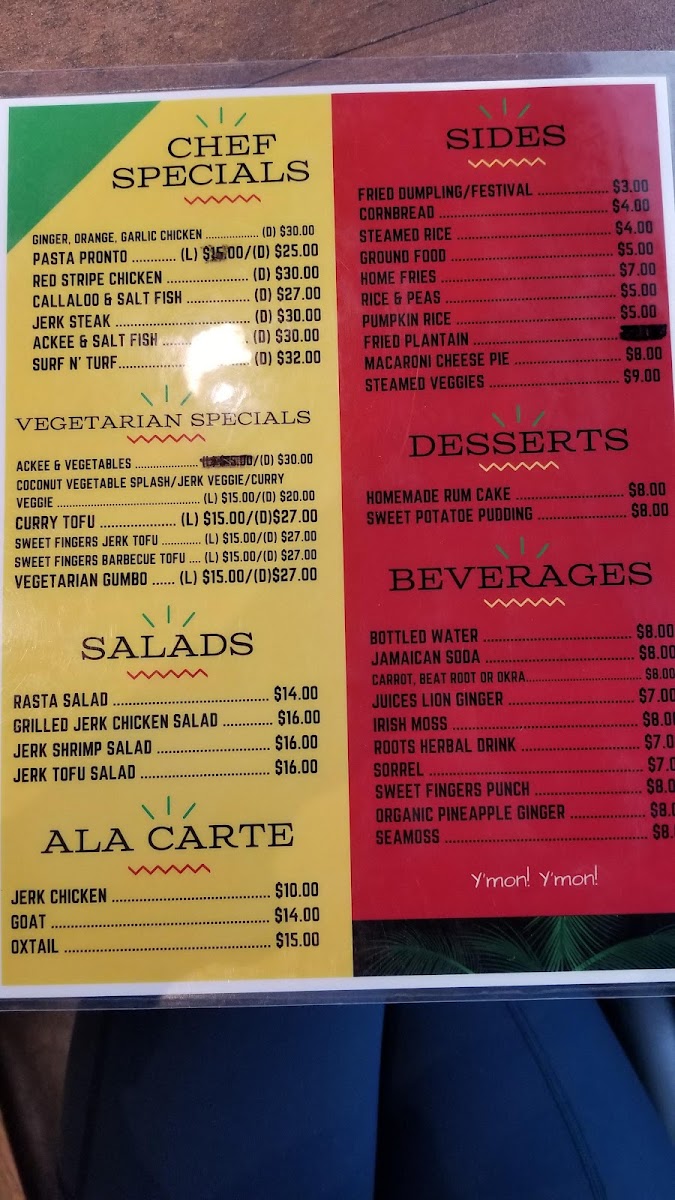 CHEF
SPECIALS
GINGER, ORANGE, GARLIC CHICKEN ................ (D) $30.00
PASTA PRONTO ........... (L) $15.00/(D) $25.00
RED STRIPE CHICKEN .................... (D) $30.00
CALLALOO & SALT FISH ............... (D) $27.00
JERK STEAK ................................ (D) $30.00
ACKEE & SALT FISH .................... (D) $30.00
SURF N' TURF............................... (D) $32.00
VEGETARIAN SPECIALS
ACKEE & VEGETABLES .................... /(D) $30.00
COCONUT VEGETABLE SPLASH/JERK VEGGIE/CURRY
VEGGIE ........................................ (L) $15.00/(D) $20.00
CURRY TOFU ................... (L) $15.00/(D)$27.00
SWEET FINGERS JERK TOFU ............ (L) $15.00/(D) $27.00
SWEET FINGERS BARBECUE TOFU .... (L) $15.00/(D) $27.00
VEGETARIAN GUMBO ...... (L) $15.00/(D)$27.00
SALADS
RASTA SALAD ..................................... $14.00
GRILLED JERK CHICKEN SALAD ........... $16.00
JERK SHRIMP SALAD ......................... $16.00
JERK TOFU SALAD ............................. $16.00
ALA CARTE
JERK CHICKEN .................................... $10.00
GOAT ................................................ $14.00
OXTAIL .............................................. $15.00
SIDES
FRIED DUMPLING/FESTIVAL ............... $3.00
CORNBREAD ................................... $4.00
STEAMED RICE ................................ $4.00
GROUND FOOD ................................ $5.00
HOME FRIES ................................... $7.00
RICE & PEAS ................................... $5.00
PUMPKIN RICE ................................ $5.00
FRIED PLANTAIN ..............................
MACARONI CHEESE PIE ..................... $8.00
STEAMED VEGGIES ........................... $9.00
DESSERTS
HOMEMADE RUM CAKE ...................... $8.00
SWEET POTATOE PUDDING ................. $8.00
BEVERAGES
BOTTLED WATER ............................... $8.00
JAMAICAN SODA ............................... $8.00
CARROT, BEAT ROOT OR OKRA................................. $8.00
JUICES LION GINGER ......................... $7.00
IRISH MOSS ...................................... $8.0
ROOTS HERBAL DRINK ........................ $7.0
SORREL ........................................... $7.0
SWEET FINGERS PUNCH ..................... $8.0
ORGANIC PINEAPPLE GINGER ............... $8.
SEAMOSS .......................................... $8.
Y'mon! Y'mon!